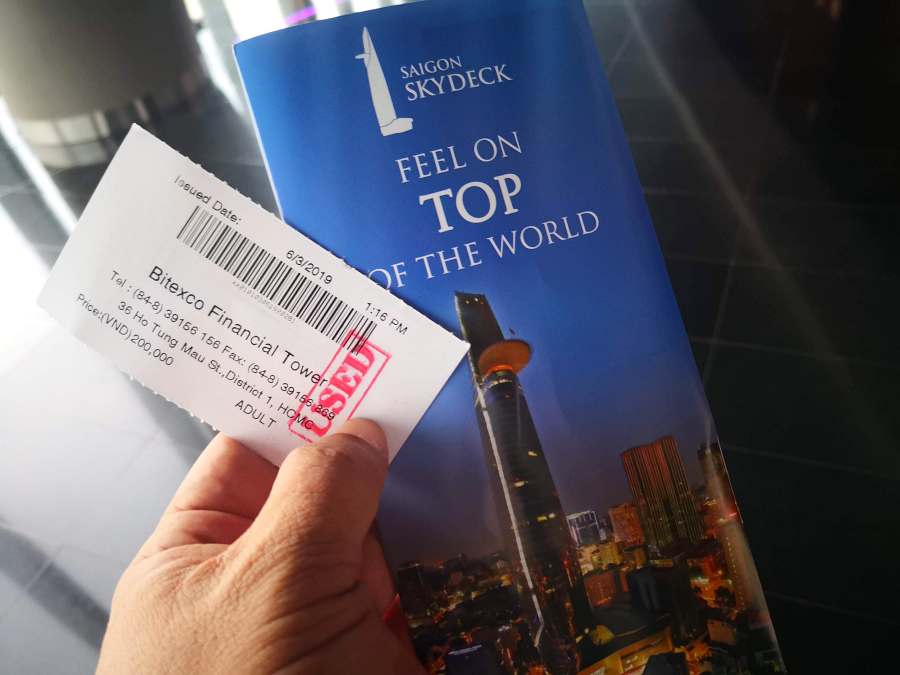 SAIGON
SKYDECK
FEEL ON
TOP
OF THE WORLD
Issued Date:
6/3/2019
1:16 PM
Bitexco Financial Tower
Tel.: (84-8) 39156 156 Fax: (84-8) 39156 869
36 Ho Tung Mau St.,District 1, HCMC
Price:(VND)200,000
ADULT
USED